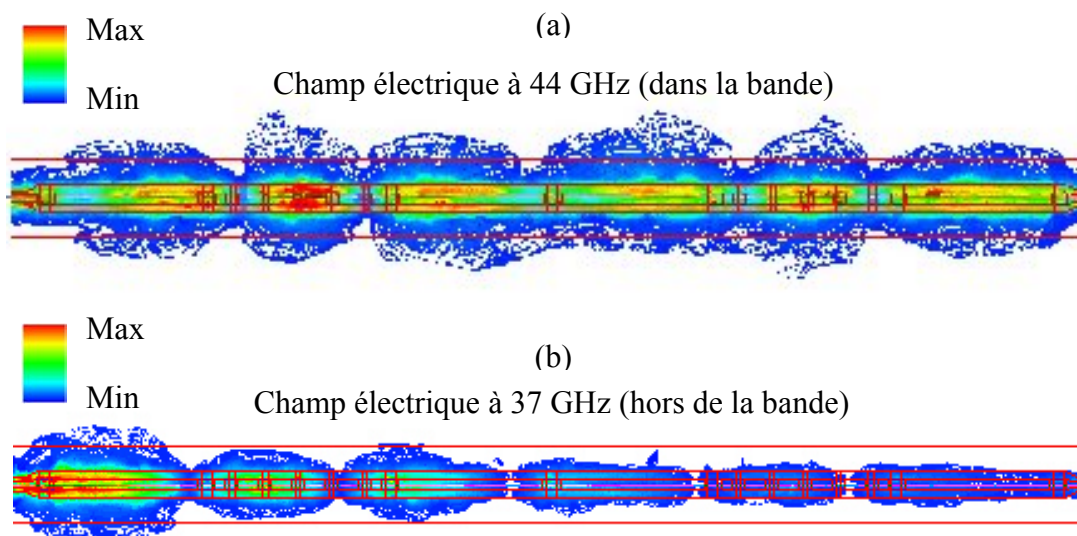 Max
(a)
Champ électrique à 44 GHz (dans la bande)
Min
Max
(b)
Min
Champ électrique à 37 GHz (hors de la bande)